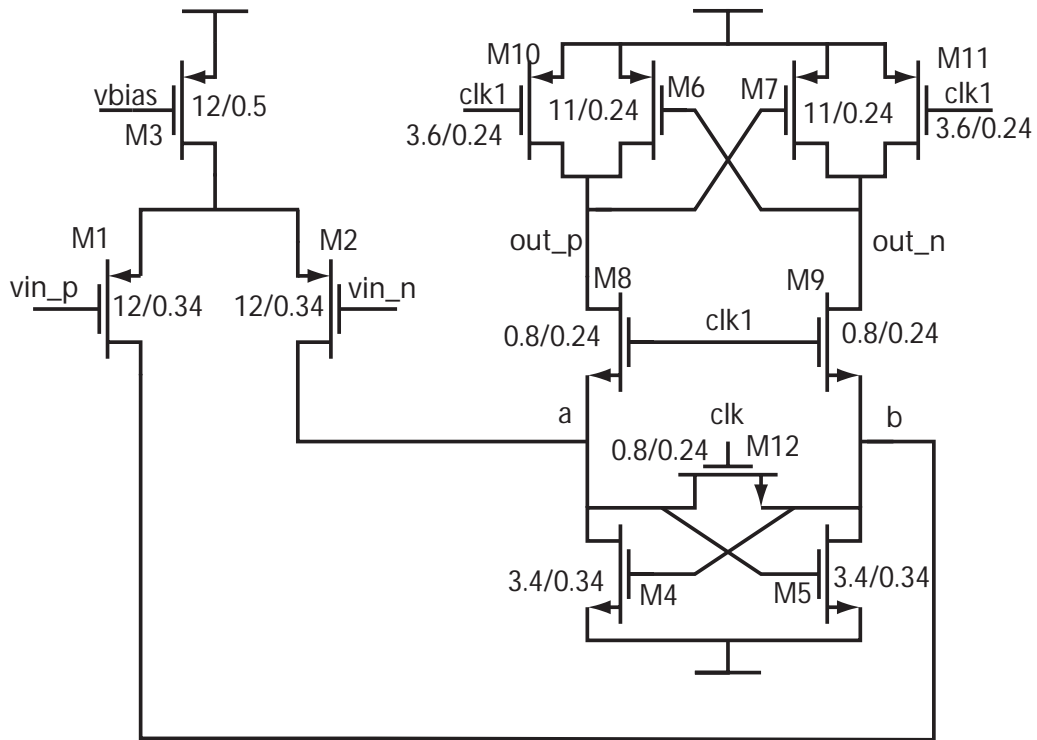 M10
M11
vbias
clk1
M6
M7
clk1
12/0.5
11/0.24
11/0.24
M3
3.6/0.24
3.6/0.24
M1
M2
out_p
out_n
vin_p
12/0.34
12/0.34
vin_n
M8
M9
clk1
0.8/0.24
0.8/0.24
a
clk
b
0.8/0.24
M12
3.4/0.34
M4
M5
3.4/0.34